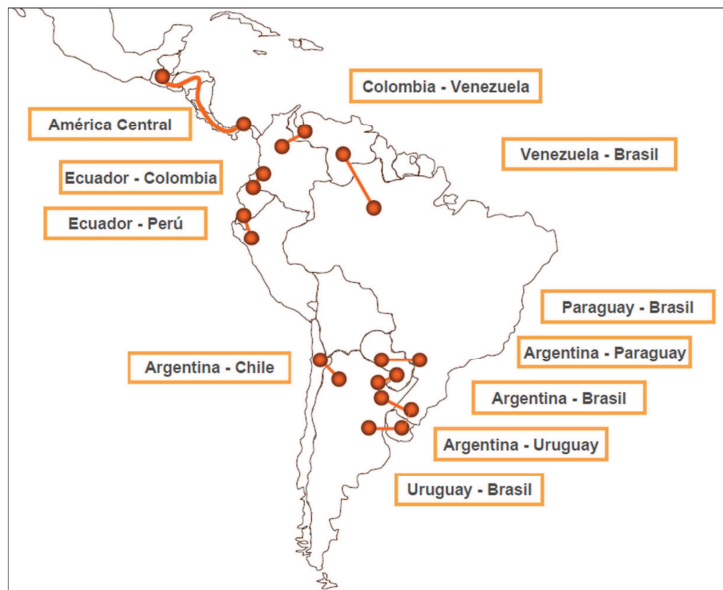 Colombia - Venezuela
América Central
Venezuela - Brasil
Ecuador - Colombia
Ecuador - Perú
Paraguay - Brasil
Argentina - Paraguay
Argentina - Chile
Argentina - Brasil
Argentina - Uruguay
Uruguay - Brasil